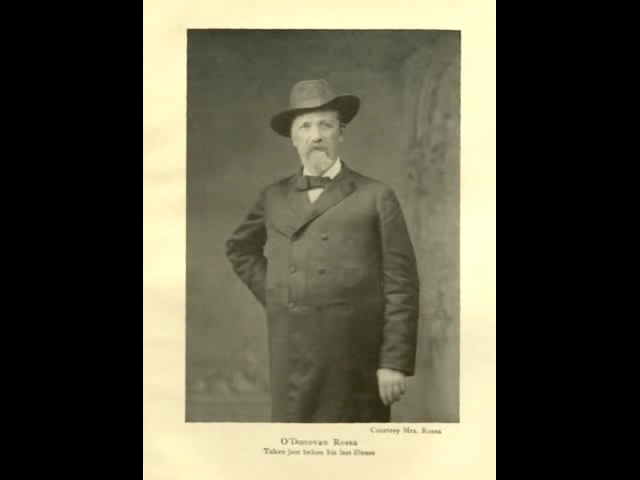 Courtesy Mrs. Rossa
O'Donovan Rossa
Taken just before his last illness